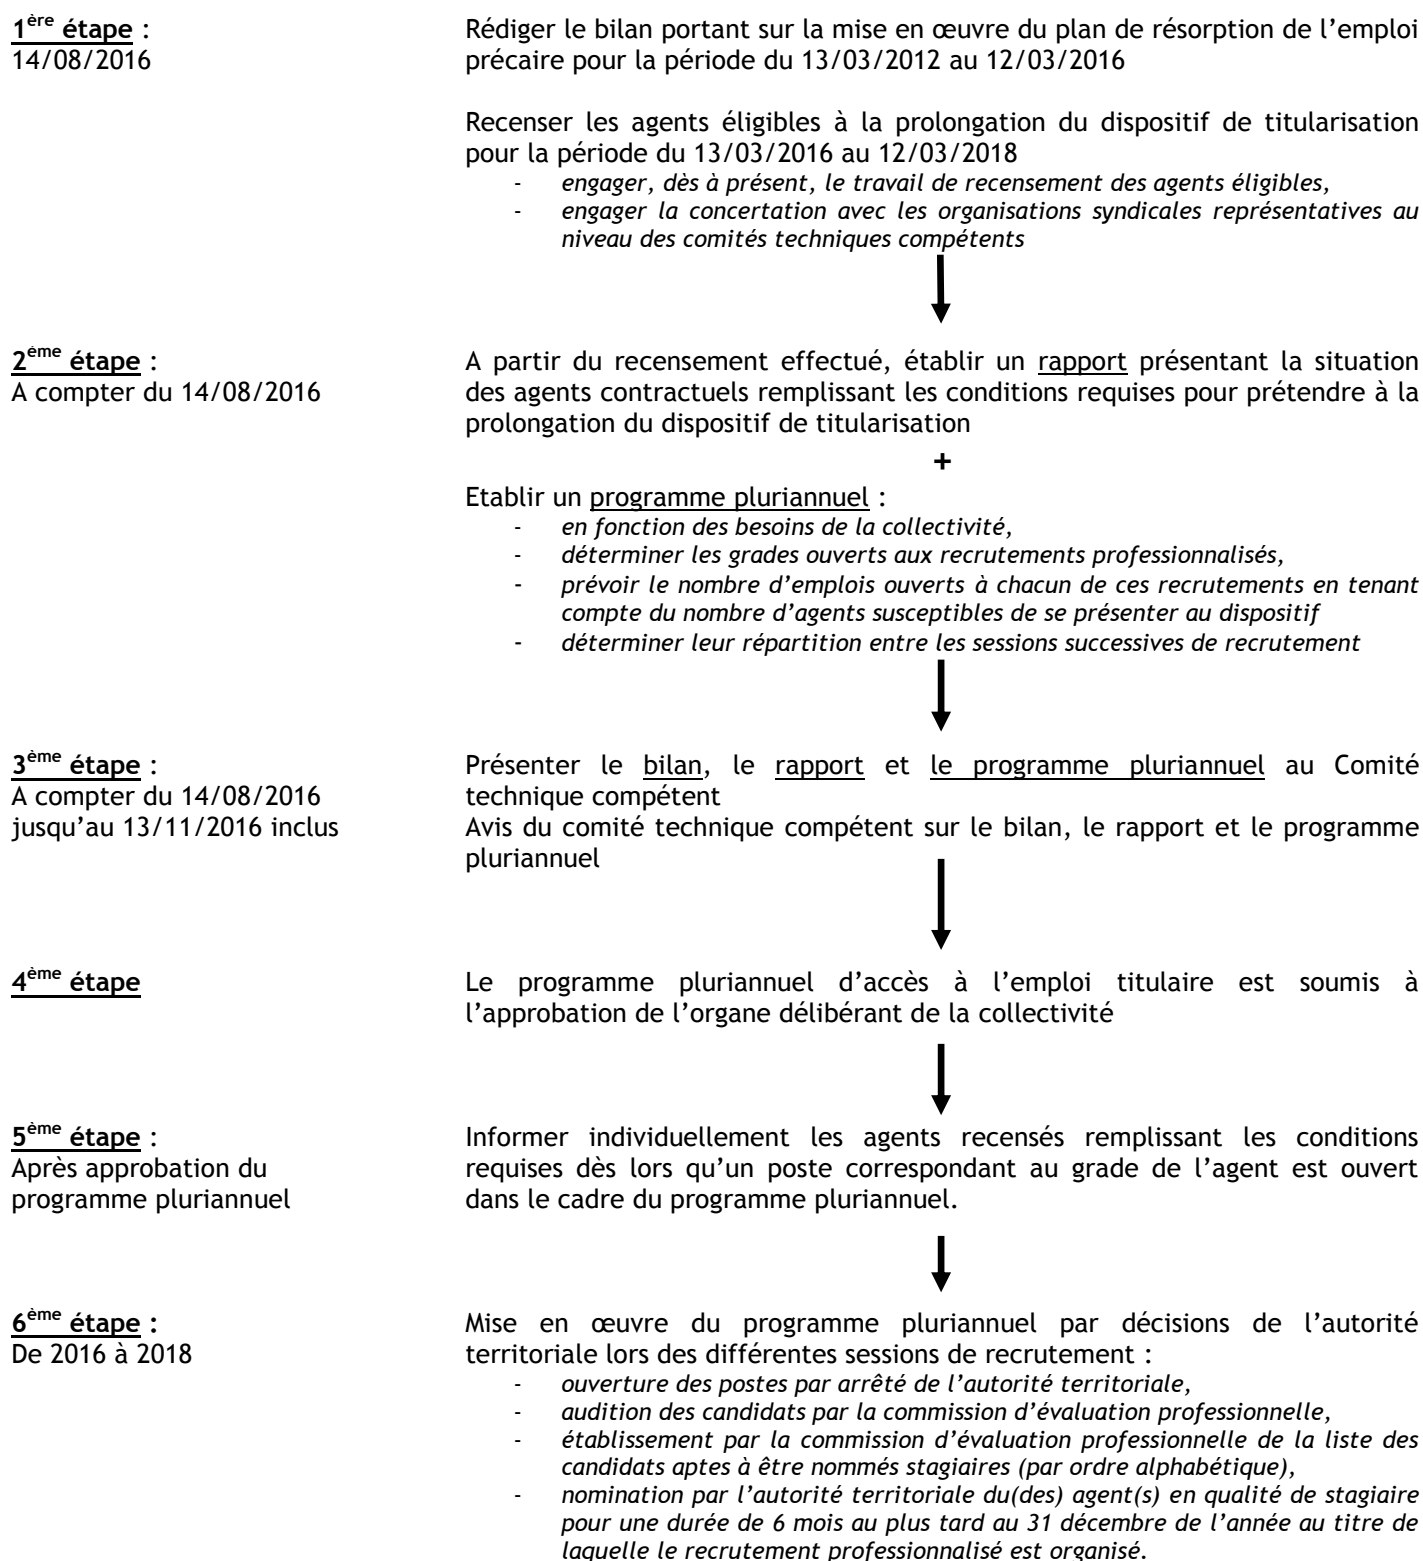 1ère étape :
14/08/2016
Rédiger le bilan portant sur la mise en œuvre du plan de résorption de l’emploi
précaire pour la période du 13/03/2012 au 12/03/2016
Recenser les agents éligibles à la prolongation du dispositif de titularisation
pour la période du 13/03/2016 au 12/03/2018
- engager, dès à présent, le travail de recensement des agents éligibles,
- engager la concertation avec les organisations syndicales représentatives au
niveau des comités techniques compétents
2ème étape :
A compter du 14/08/2016
A partir du recensement effectué, établir un rapport présentant la situation
des agents contractuels remplissant les conditions requises pour prétendre à la
prolongation du dispositif de titularisation
+
Etablir un programme pluriannuel :
- en fonction des besoins de la collectivité,
- déterminer les grades ouverts aux recrutements professionnalisés,
- prévoir le nombre d’emplois ouverts à chacun de ces recrutements en tenant
compte du nombre d’agents susceptibles de se présenter au dispositif
- déterminer leur répartition entre les sessions successives de recrutement
3ème étape :
A compter du 14/08/2016
jusqu’au 13/11/2016 inclus
Présenter le bilan, le rapport et le programme pluriannuel au Comité
technique compétent
Avis du comité technique compétent sur le bilan, le rapport et le programme
pluriannuel
4ème étape
Le programme pluriannuel d’accès à l’emploi titulaire est soumis à
l’approbation de l’organe délibérant de la collectivité
5ème étape :
Après approbation du
programme pluriannuel
Informer individuellement les agents recensés remplissant les conditions
requises dès lors qu’un poste correspondant au grade de l’agent est ouvert
dans le cadre du programme pluriannuel.
6ème étape :
De 2016 à 2018
Mise en œuvre du programme pluriannuel par décisions de l’autorité
territoriale lors des différentes sessions de recrutement :
- ouverture des postes par arrêté de l’autorité territoriale,
- audition des candidats par la commission d’évaluation professionnelle,
- établissement par la commission d’évaluation professionnelle de la liste des
candidats aptes à être nommés stagiaires (par ordre alphabétique),
- nomination par l’autorité territoriale du(des) agent(s) en qualité de stagiaire
pour une durée de 6 mois au plus tard au 31 décembre de l’année au titre de
laquelle le recrutement professionnalisé est organisé.